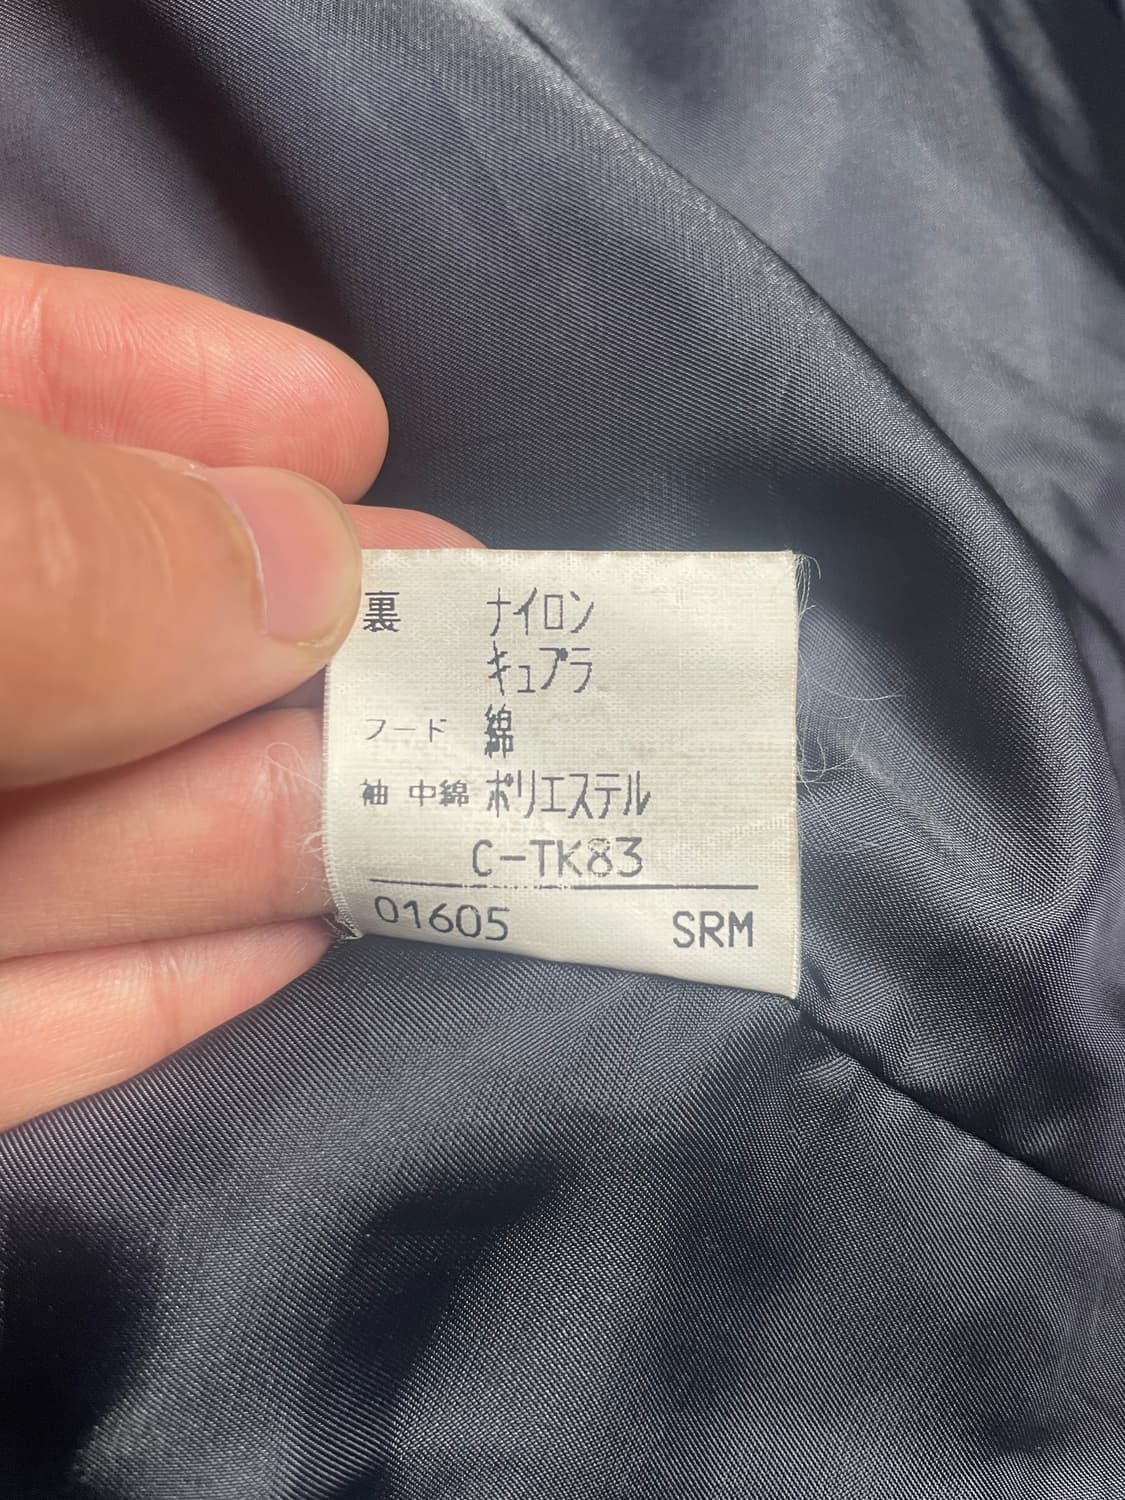 裏 ナイロン
キュプラ
フード 綿
袖 中綿 ポリエステル
C-TK83
01605 SRM